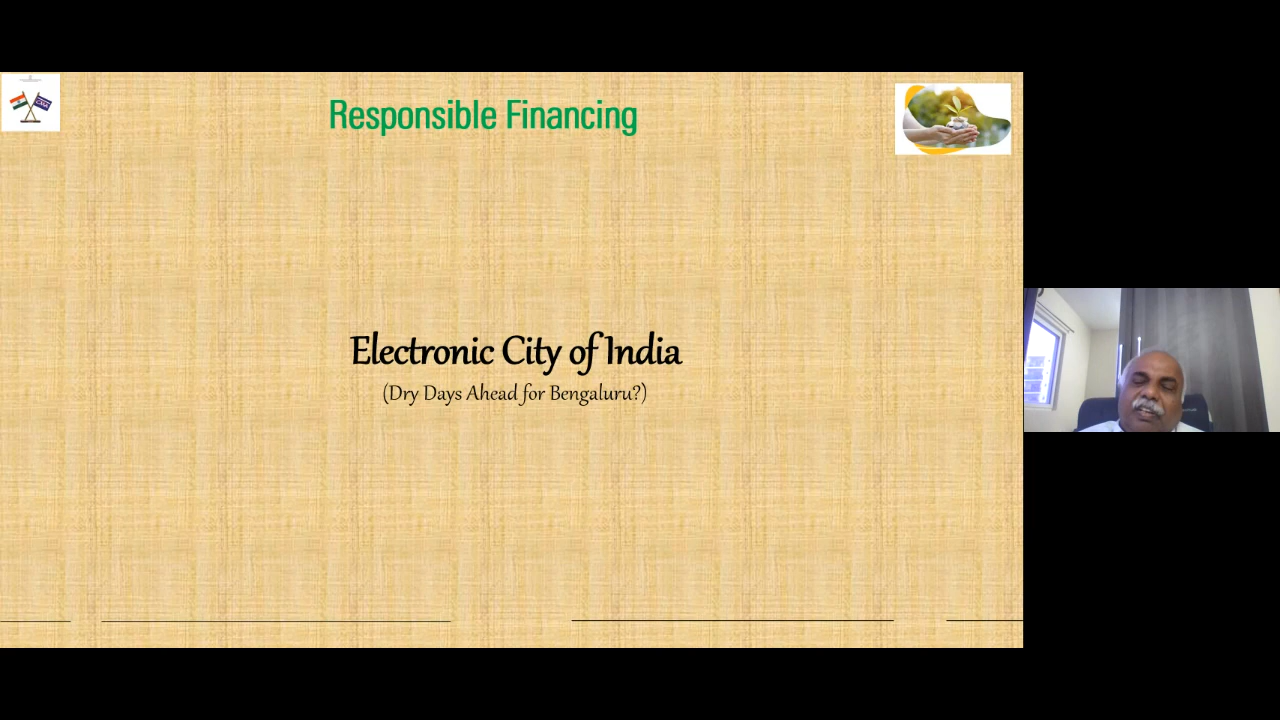 Responsible Financing
Electronic City of India
(Dry Days Ahead for Bengaluru?)